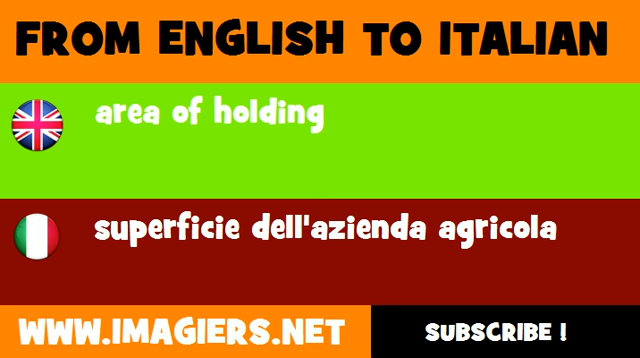 FROM ENGLISH TO ITALIAN
area of holding
superficie dell'azienda agricola
WWW.IMAGIERS.NET
SUBSCRIBE !